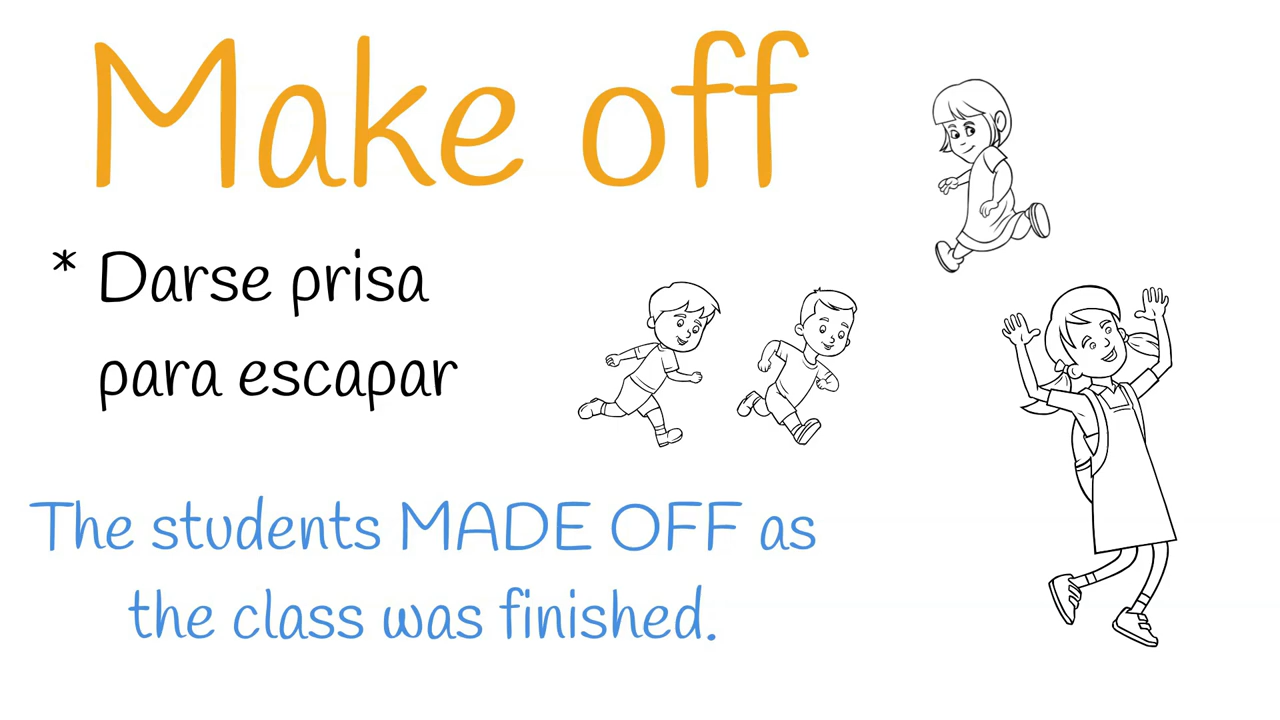 Make off
* Darse prisa
para escapar
The students MADE OFF as
the class was finished.